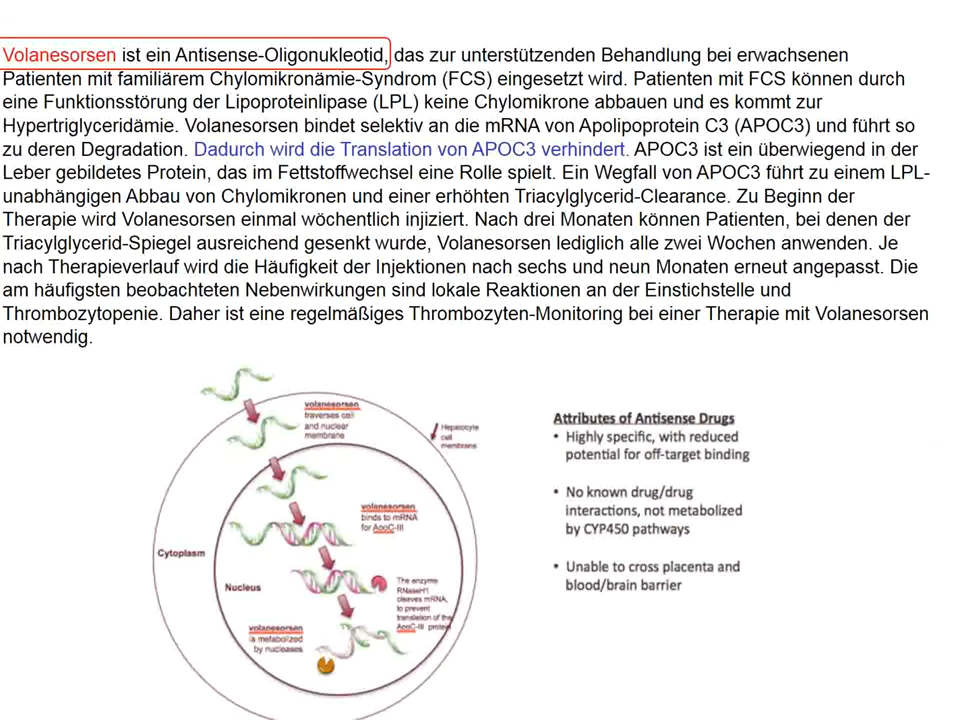 Volanesorsen ist ein Antisense-Oligonukleotid, das zur unterstützenden Behandlung bei erwachsenen
Patienten mit familiärem Chylomikronämie-Syndrom (FCS) eingesetzt wird. Patienten mit FCS können durch
eine Funktionsstörung der Lipoproteinlipase (LPL) keine Chylomikrone abbauen und es kommt zur
Hypertriglyceridämie. Volanesorsen bindet selektiv an die mRNA von Apolipoprotein C3 (APOC3) und führt so
zu deren Degradation. Dadurch wird die Translation von APOC3 verhindert. APOC3 ist ein überwiegend in der
Leber gebildetes Protein, das im Fettstoffwechsel eine Rolle spielt. Ein Wegfall von APOC3 führt zu einem LPL-
unabhängigen Abbau von Chylomikronen und einer erhöhten Triacylglycerid-Clearance. Zu Beginn der
Therapie wird Volanesorsen einmal wöchentlich injiziert. Nach drei Monaten können Patienten, bei denen der
Triacylglycerid-Spiegel ausreichend gesenkt wurde, Volanesorsen lediglich alle zwei Wochen anwenden. Je
nach Therapieverlauf wird die Häufigkeit der Injektionen nach sechs und neun Monaten erneut angepasst. Die
am häufigsten beobachteten Nebenwirkungen sind lokale Reaktionen an der Einstichstelle und
Thrombozytopenie. Daher ist eine regelmäßiges Thrombozyten-Monitoring bei einer Therapie mit Volanesorsen
notwendig.
volanesorsen
traverses cell
and nuclear
membrane
Hepatocyte
cell
membrane
volanesorsen
binds to mRNA
for ApoC-III
Cytoplasm
Nucleus
The enzyme
RNaseH1
cleaves mRNA,
to prevent
translation of the
ApoC-III protein
volanesorsen
is metabolized
by nucleases
Attributes of Antisense Drugs
• Highly specific, with reduced
potential for off-target binding
• No known drug/drug
interactions, not metabolized
by CYP450 pathways
• Unable to cross placenta and
blood/brain barrier